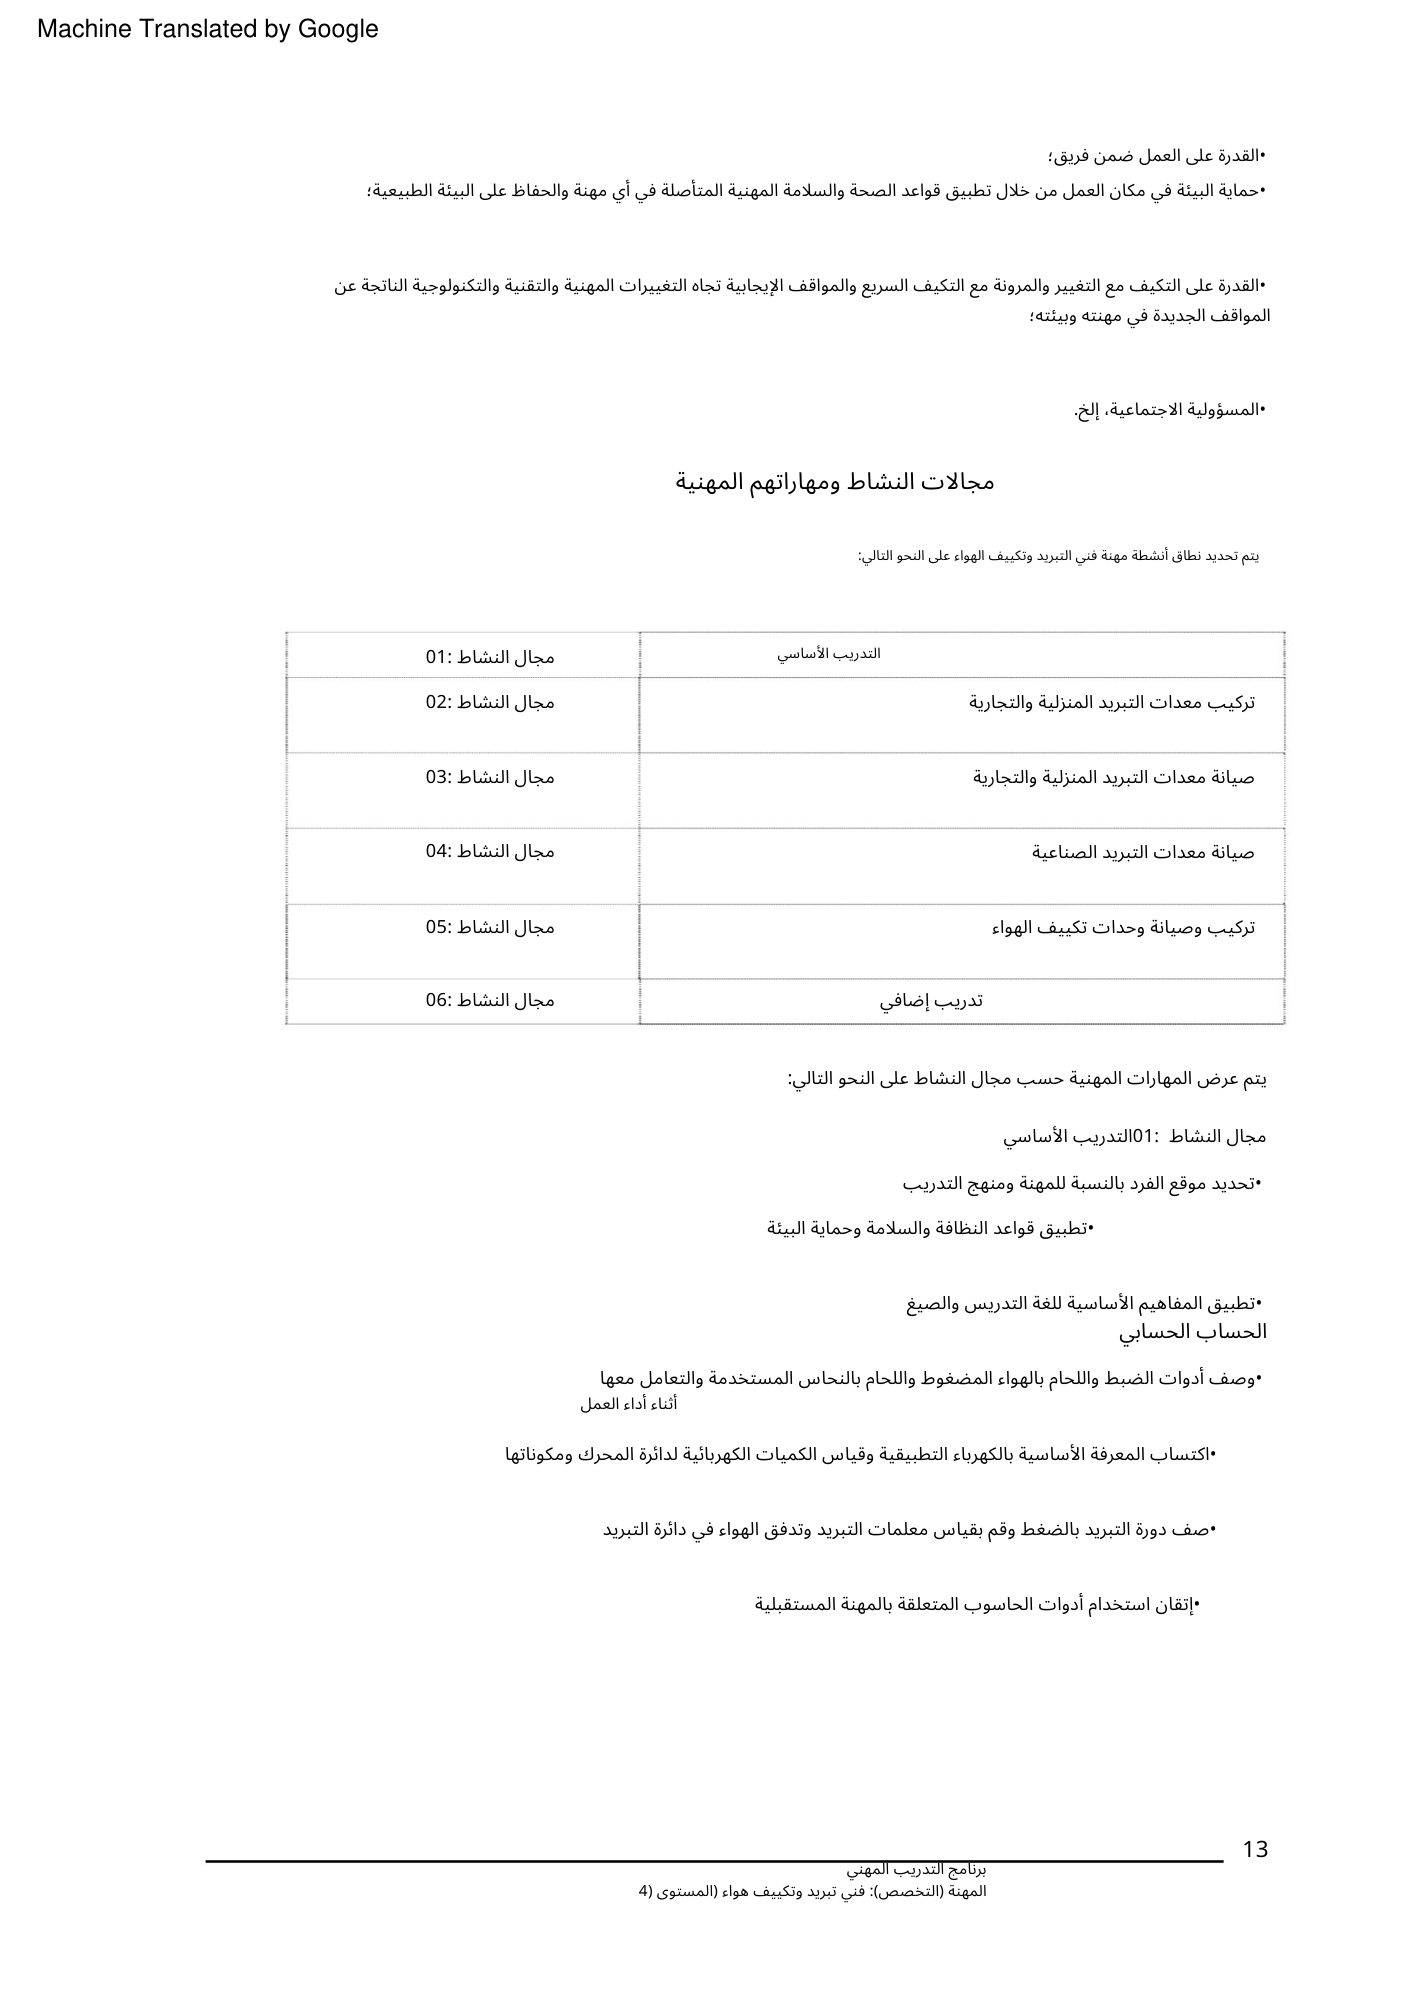 Machine Translated by Google
•القدرة على العمل ضمن فريق؛
•حماية البيئة في مكان العمل من خلال تطبيق قواعد الصحة والسلامة المهنية المتأصلة في أي مهنة والحفاظ على البيئة الطبيعية؛
•القدرة على التكيف مع التغيير والمرونة مع التكيف السريع والمواقف الإيجابية تجاه التغييرات المهنية والتقنية والتكنولوجية الناتجة عن
المواقف الجديدة في مهنته وبيئته؛
•المسؤولية الاجتماعية، إلخ.
مجالات النشاط ومهاراتهم المهنية
يتم تحديد نطاق أنشطة مهنة فني التبريد وتكييف الهواء على النحو التالي:
التدريب الأساسي مجال النشاط :01
تركيب معدات التبريد المنزلية والتجارية مجال النشاط :02
صيانة معدات التبريد المنزلية والتجارية مجال النشاط :03
صيانة معدات التبريد الصناعية مجال النشاط :04
تركيب وصيانة وحدات تكييف الهواء مجال النشاط :05
تدريب إضافي مجال النشاط :06
يتم عرض المهارات المهنية حسب مجال النشاط على النحو التالي:
مجال النشاط :01التدريب الأساسي
•تحديد موقع الفرد بالنسبة للمهنة ومنهج التدريب
•تطبيق قواعد النظافة والسلامة وحماية البيئة
•تطبيق المفاهيم الأساسية للغة التدريس والصيغ
الحساب الحسابي
•وصف أدوات الضبط واللحام بالهواء المضغوط واللحام بالنحاس المستخدمة والتعامل معها
أثناء أداء العمل
•اكتساب المعرفة الأساسية بالكهرباء التطبيقية وقياس الكميات الكهربائية لدائرة المحرك ومكوناتها
•صف دورة التبريد بالضغط وقم بقياس معلمات التبريد وتدفق الهواء في دائرة التبريد
•إتقان استخدام أدوات الحاسوب المتعلقة بالمهنة المستقبلية
13
برنامج التدريب المهني
المهنة (التخصص): فني تبريد وتكييف هواء (المستوى 4)